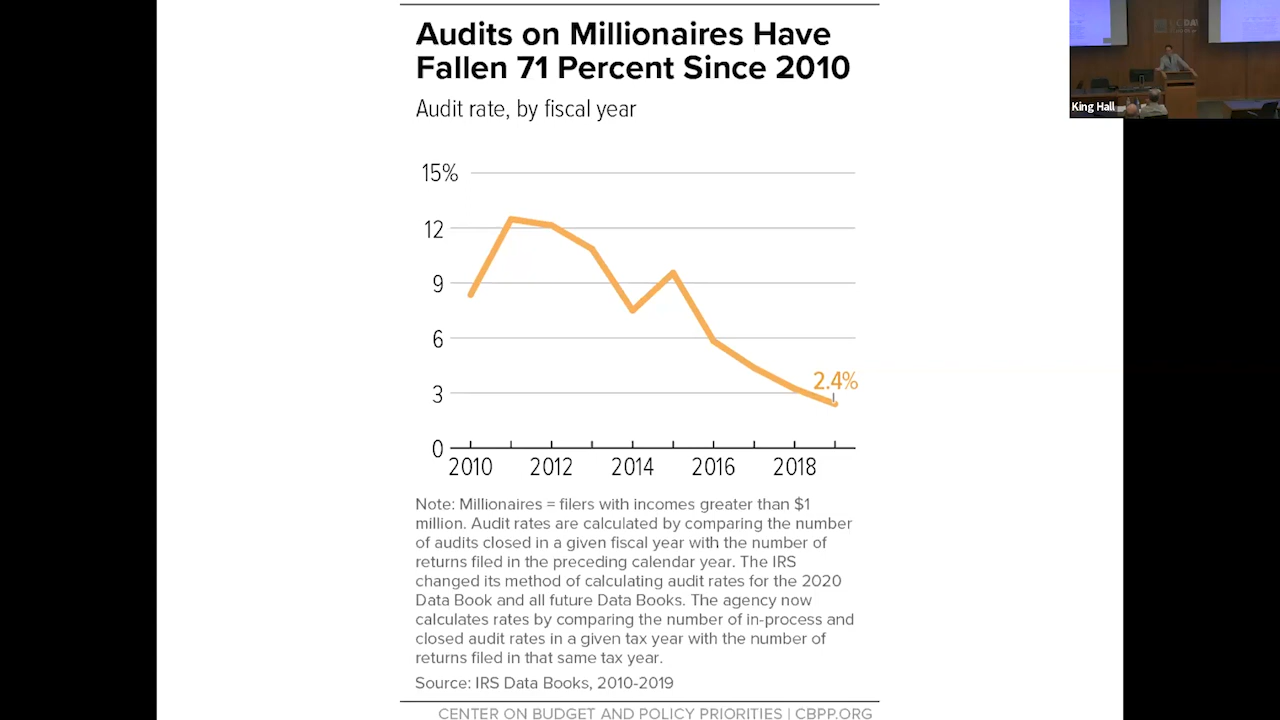 Audits on Millionaires Have
Fallen 71 Percent Since 2010
Audit rate, by fiscal year
15%
12
9
6
3
0
2.4%
2010 2012 2014 2016 2018
Note: Millionaires = filers with incomes greater than $1
million. Audit rates are calculated by comparing the number
of audits closed in a given fiscal year with the number of
returns filed in the preceding calendar year. The IRS
changed its method of calculating audit rates for the 2020
Data Book and all future Data Books. The agency now
calculates rates by comparing the number of in-process and
closed audit rates in a given tax year with the number of
returns filed in that same tax year.
Source: IRS Data Books, 2010-2019
CENTER ON BUDGET AND POLICY PRIORITIES | CBPP.ORG
King Hall